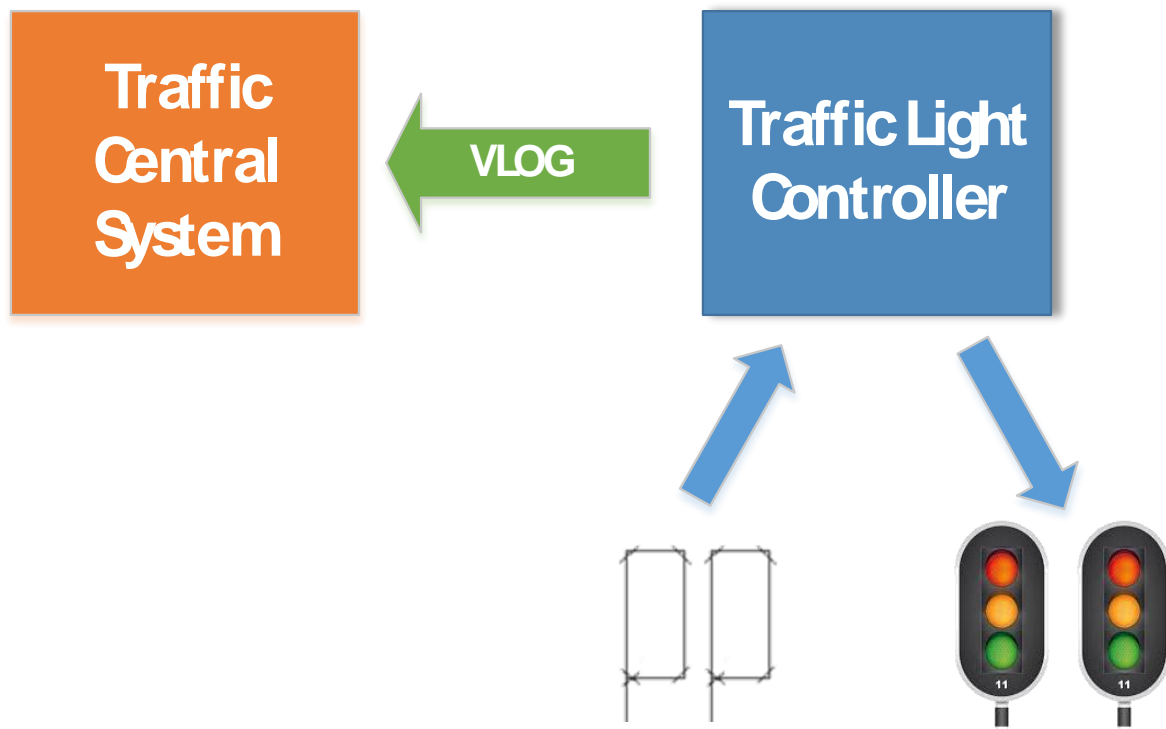 Traffic
Central
System
VLOG
Traffic Light
Controller
11
11